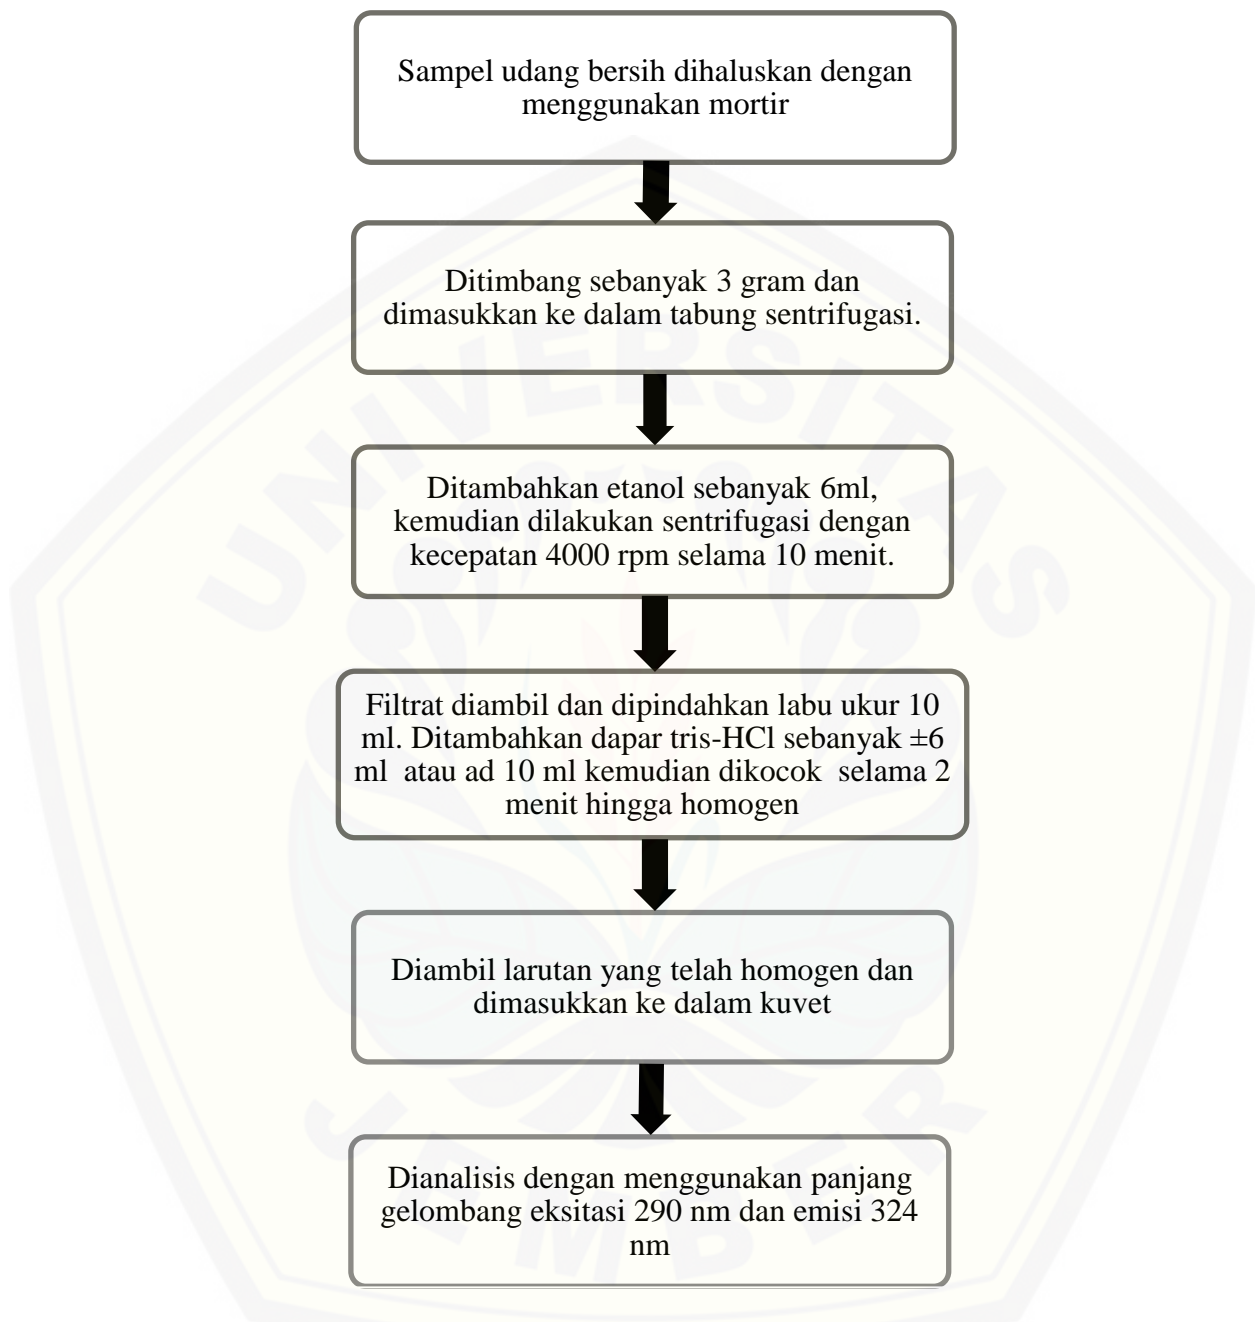 Sampel udang bersih dihaluskan dengan
menggunakan mortir
Ditimbang sebanyak 3 gram dan
dimasukkan ke dalam tabung sentrifugasi.
Ditambahkan etanol sebanyak 6ml,
kemudian dilakukan sentrifugasi dengan
kecepatan 4000 rpm selama 10 menit.
Filtrat diambil dan dipindahkan labu ukur 10
ml. Ditambahkan dapar tris-HCl sebanyak ±6
ml atau ad 10 ml kemudian dikocok selama 2
menit hingga homogen
Diambil larutan yang telah homogen dan
dimasukkan ke dalam kuvet
Dianalisis dengan menggunakan panjang
gelombang eksitasi 290 nm dan emisi 324
nm
UNIVERSITAS
JEMBER